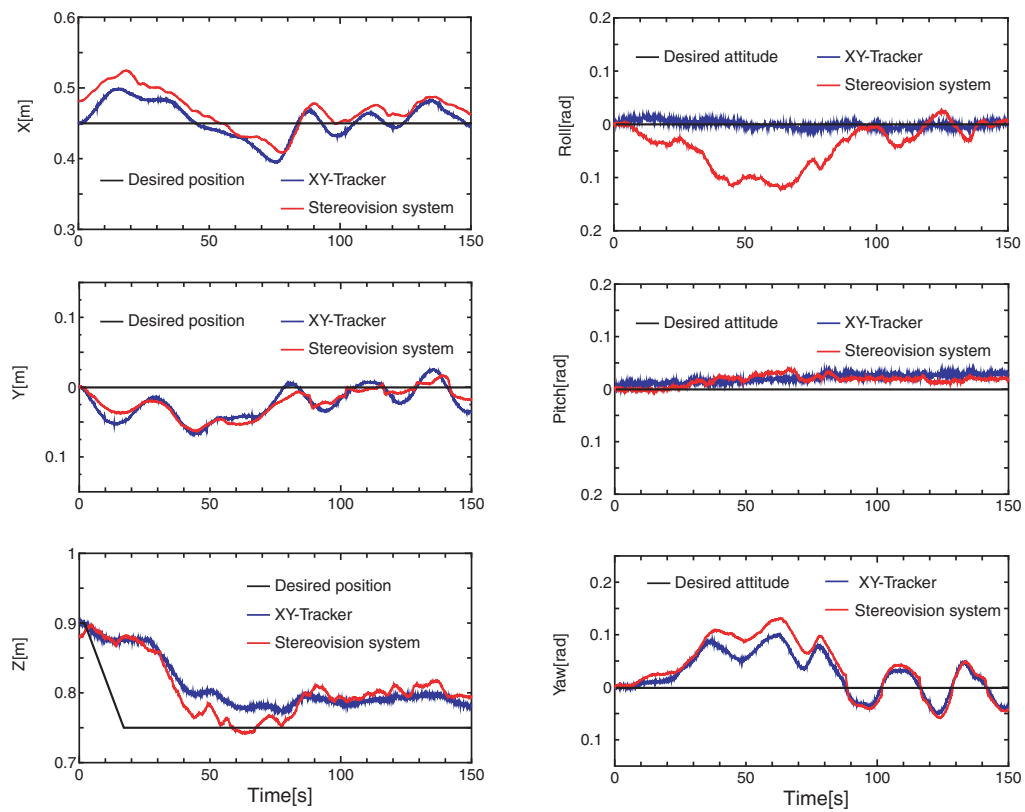 0.6
0.5
0.4
0.3
X[m]
Desired position
XY-Tracker
Stereovision system
0 50 100 150
0.2
0.1
0
0.1
0.2
Roll[rad]
Desired attitude
XY-Tracker
Stereovision system
0 50 100 150
0.1
0
0.1
Y[m]
Desired position
XY-Tracker
Stereovision system
0 50 100 150
0.2
0.1
0
0.1
0.2
Pitch[rad]
Desired attitude
XY-Tracker
Stereovision system
0 50 100 150
1
0.9
0.8
0.7
Z[m]
Desired position
XY-Tracker
Stereovision system
0 50 100 150
Time[s]
0.2
0.1
0
0.1
Yaw[rad]
Desired attitude
XY-Tracker
Stereovision system
0 50 100 150
Time[s]